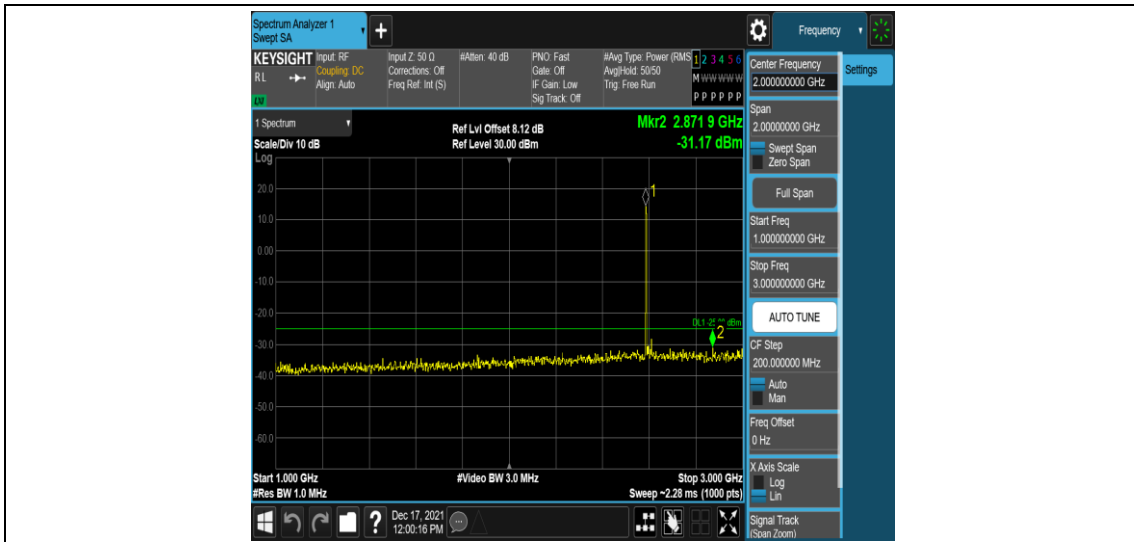 Spectrum Analyzer 1
Swept SA
+
Frequency
KEYSIGHT
Input: RF
Input Z: 50 Ω
#Atten: 40 dB
PNO: Fast
#Avg Type: Power (RMS
1 2 3 4 5 6
RL
Coupling: DC
Corrections: Off
Gate: Off
Avg|Hold: 50/50
M W W W W W
Align: Auto
Freq Ref: Int (S)
IF Gain: Low
Trig: Free Run
Sig Track: Off
P P P P P P
Center Frequency
2.000000000 GHz
Settings
Span
2.00000000 GHz
Swept Span
Zero Span
Full Span
Start Freq
1.000000000 GHz
Stop Freq
3.000000000 GHz
AUTO TUNE
CF Step
200.000000 MHz
Auto
Man
Freq Offset
0 Hz
X Axis Scale
Log
Lin
Signal Track
(Span Zoom)
1 Spectrum
Ref Lvl Offset 8.12 dB
Mkr2 2.871 9 GHz
Scale/Div 10 dB
Ref Level 30.00 dBm
-31.17 dBm
Log
20.0
1
10.0
0.00
-10.0
-20.0
dBm
2
-30.0
-40.0
-50.0
-60.0
Start 1.000 GHz
#Video BW 3.0 MHz
Stop 3.000 GHz
#Res BW 1.0 MHz
Sweep ~2.28 ms (1000 pts)
?
Dec 17, 2021
12:00:16 PM